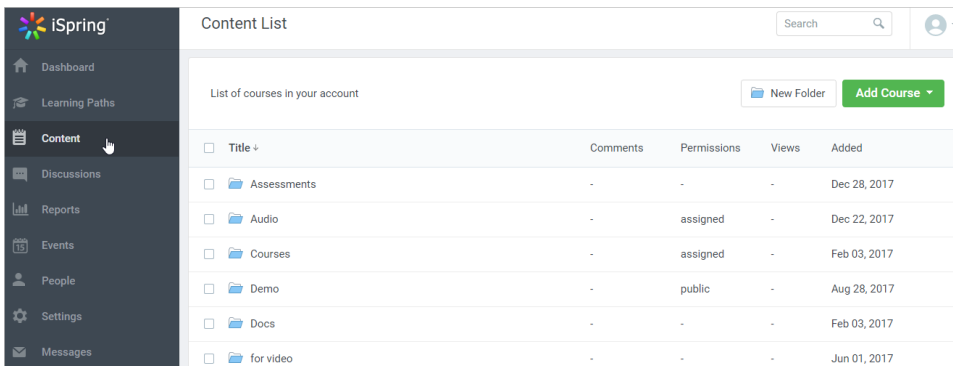 iSpring
Content List
Search
Dashboard
Learning Paths
Content
Discussions
Reports
15
Events
People
Settings
Messages
List of courses in your account
New Folder
Add Course
Title Comments Permissions Views Added
Assessments - - - Dec 28, 2017
Audio - assigned - Dec 22, 2017
Courses - assigned - Feb 03, 2017
Demo - public - Aug 28, 2017
Docs - - - Feb 03, 2017
for video - - - Jun 01, 2017